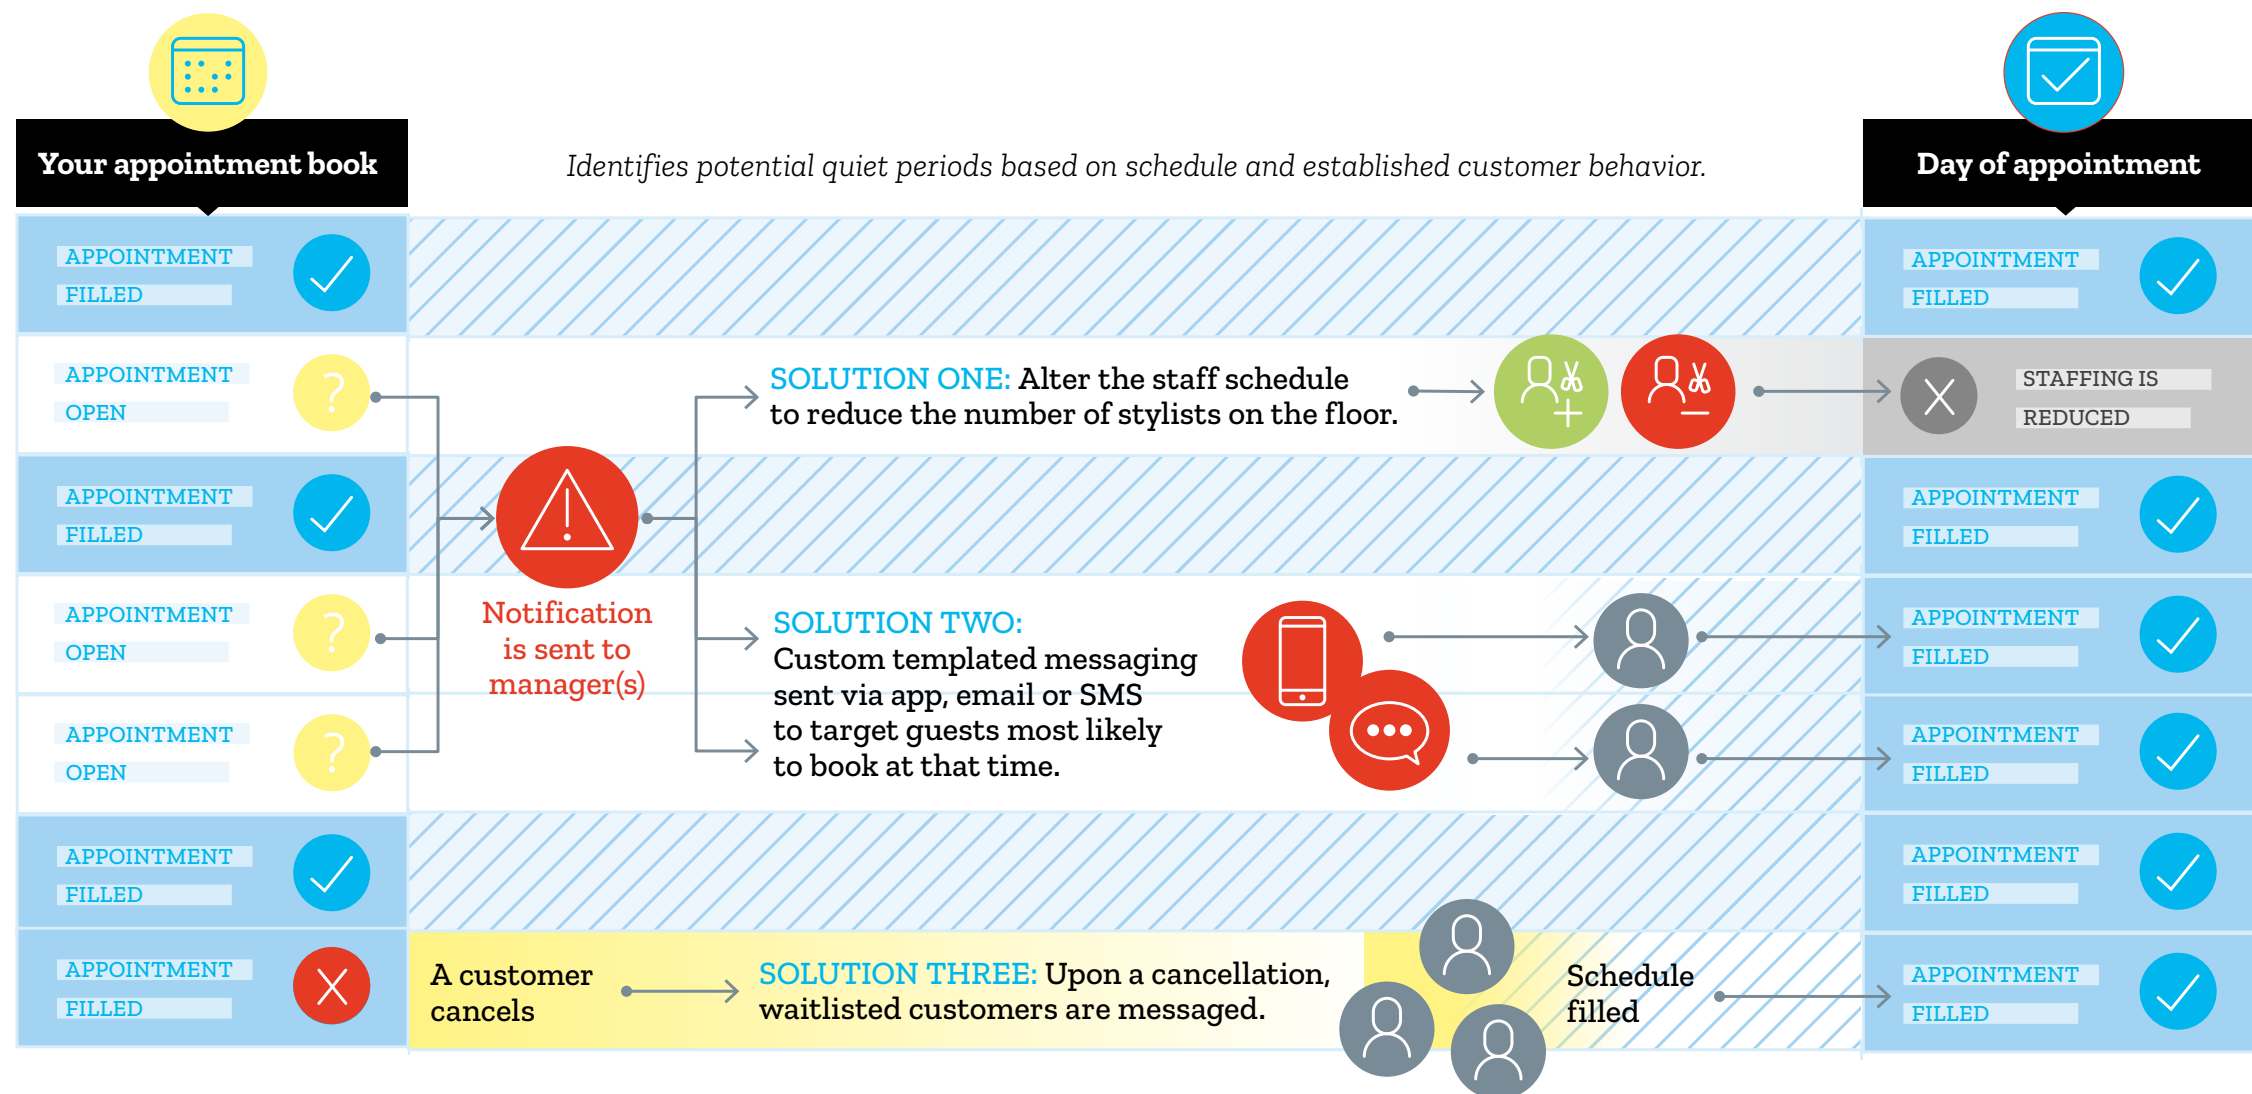 Your appointment book
Identifies potential quiet periods based on schedule and established customer behavior.
Day of appointment
APPOINTMENT
FILLED
APPOINTMENT
OPEN
APPOINTMENT
FILLED
APPOINTMENT
OPEN
APPOINTMENT
OPEN
APPOINTMENT
FILLED
APPOINTMENT
FILLED
Notification
is sent to
manager(s)
SOLUTION ONE: Alter the staff schedule
to reduce the number of stylists on the floor.
SOLUTION TWO:
Custom templated messaging
sent via app, email or SMS
to target guests most likely
to book at that time.
A customer
cancels
SOLUTION THREE: Upon a cancellation,
waitlisted customers are messaged.
Schedule
filled
APPOINTMENT
FILLED
STAFFING IS
REDUCED
APPOINTMENT
FILLED
APPOINTMENT
FILLED
APPOINTMENT
FILLED
APPOINTMENT
FILLED
APPOINTMENT
FILLED